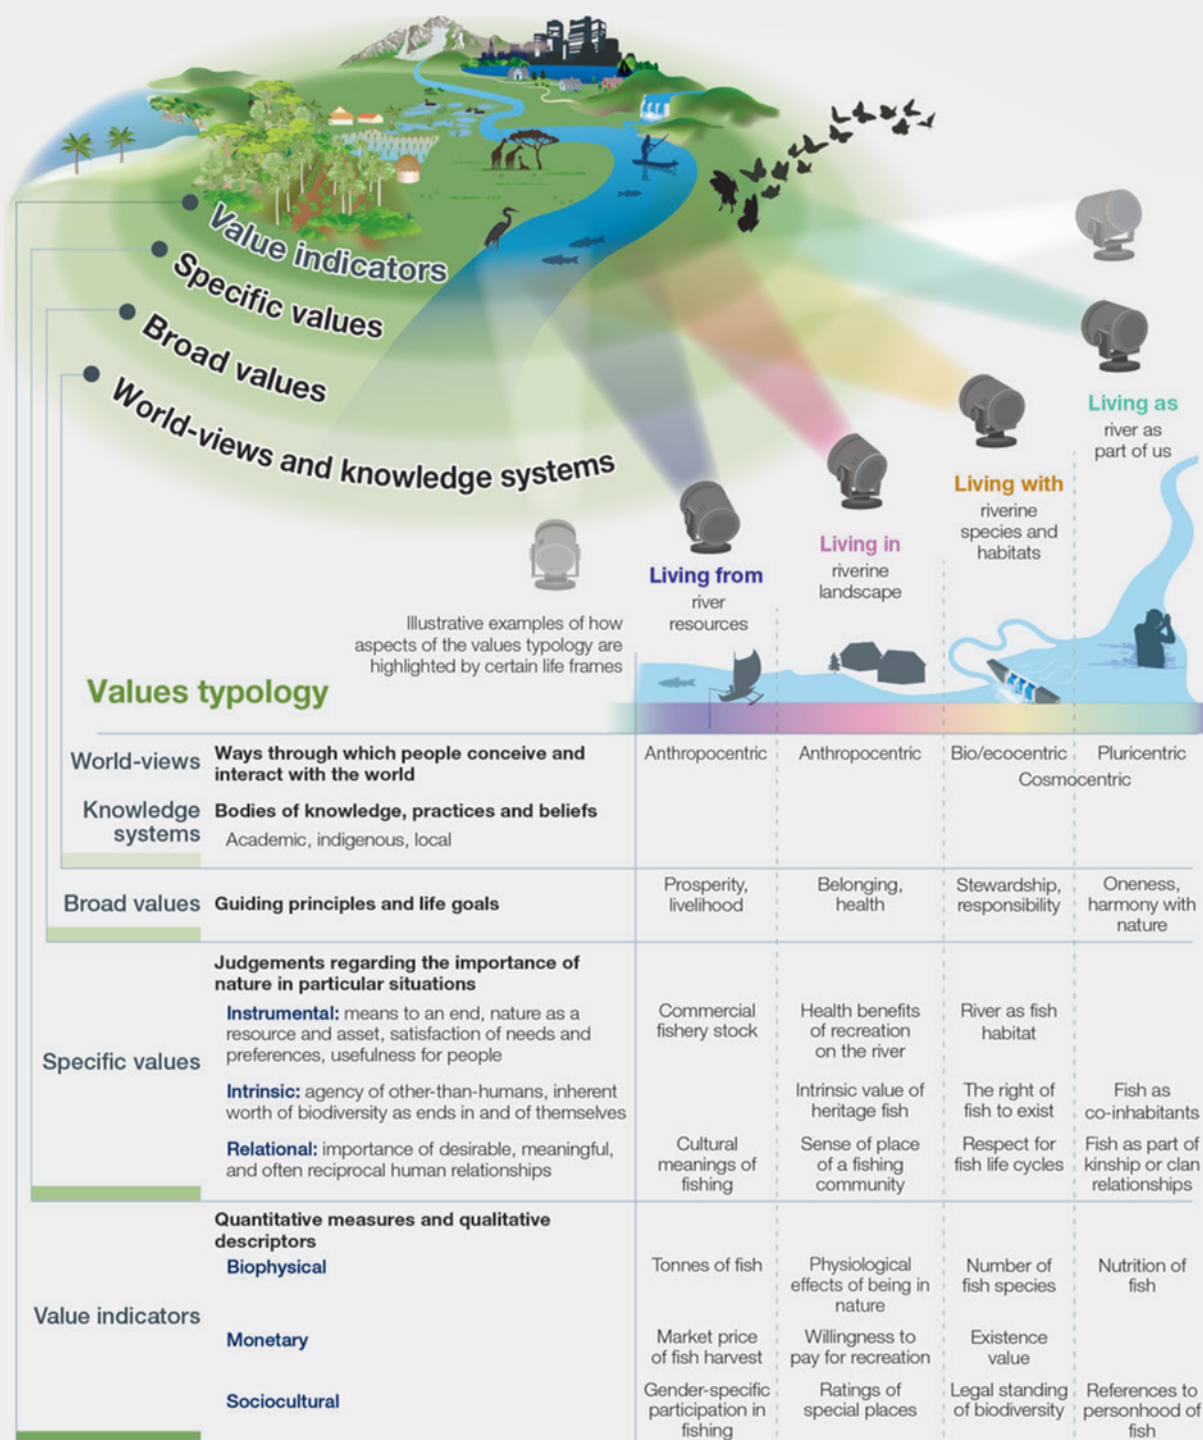 Value indicators
Specific values
Broad values
World-views and knowledge systems
Living as
river as
part of us
Living with
riverine
species and
habitats
Living in
riverine
landscape
Living from
river
resources
Illustrative examples of how
aspects of the values typology are
highlighted by certain life frames
Values typology
World-views
Ways through which people conceive and
interact with the world
Anthropocentric
Anthropocentric
Bio/ecocentric
Pluricentric
Cosmocentric
Knowledge
systems
Bodies of knowledge, practices and beliefs
Academic, indigenous, local
Broad values
Guiding principles and life goals
Prosperity,
livelihood
Belonging,
health
Stewardship,
responsibility
Oneness,
harmony with
nature
Specific values
Judgements regarding the importance of
nature in particular situations
Instrumental: means to an end, nature as a
resource and asset, satisfaction of needs and
preferences, usefulness for people
Commercial
fishery stock
Health benefits
of recreation
on the river
River as fish
habitat
Intrinsic: agency of other-than-humans, inherent
worth of biodiversity as ends in and of themselves
Intrinsic value of
heritage fish
The right of
fish to exist
Fish as
co-inhabitants
Relational: importance of desirable, meaningful,
and often reciprocal human relationships
Cultural
meanings of
fishing
Sense of place
of a fishing
community
Respect for
fish life cycles
Fish as part of
kinship or clan
relationships
Value indicators
Quantitative measures and qualitative
descriptors
Biophysical
Tonnes of fish
Physiological
effects of being in
nature
Number of
fish species
Nutrition of
fish
Monetary
Market price
of fish harvest
Willingness to
pay for recreation
Existence
value
Sociocultural
Gender-specific
participation in
fishing
Ratings of
special places
Legal standing
of biodiversity
References to
personhood of
fish